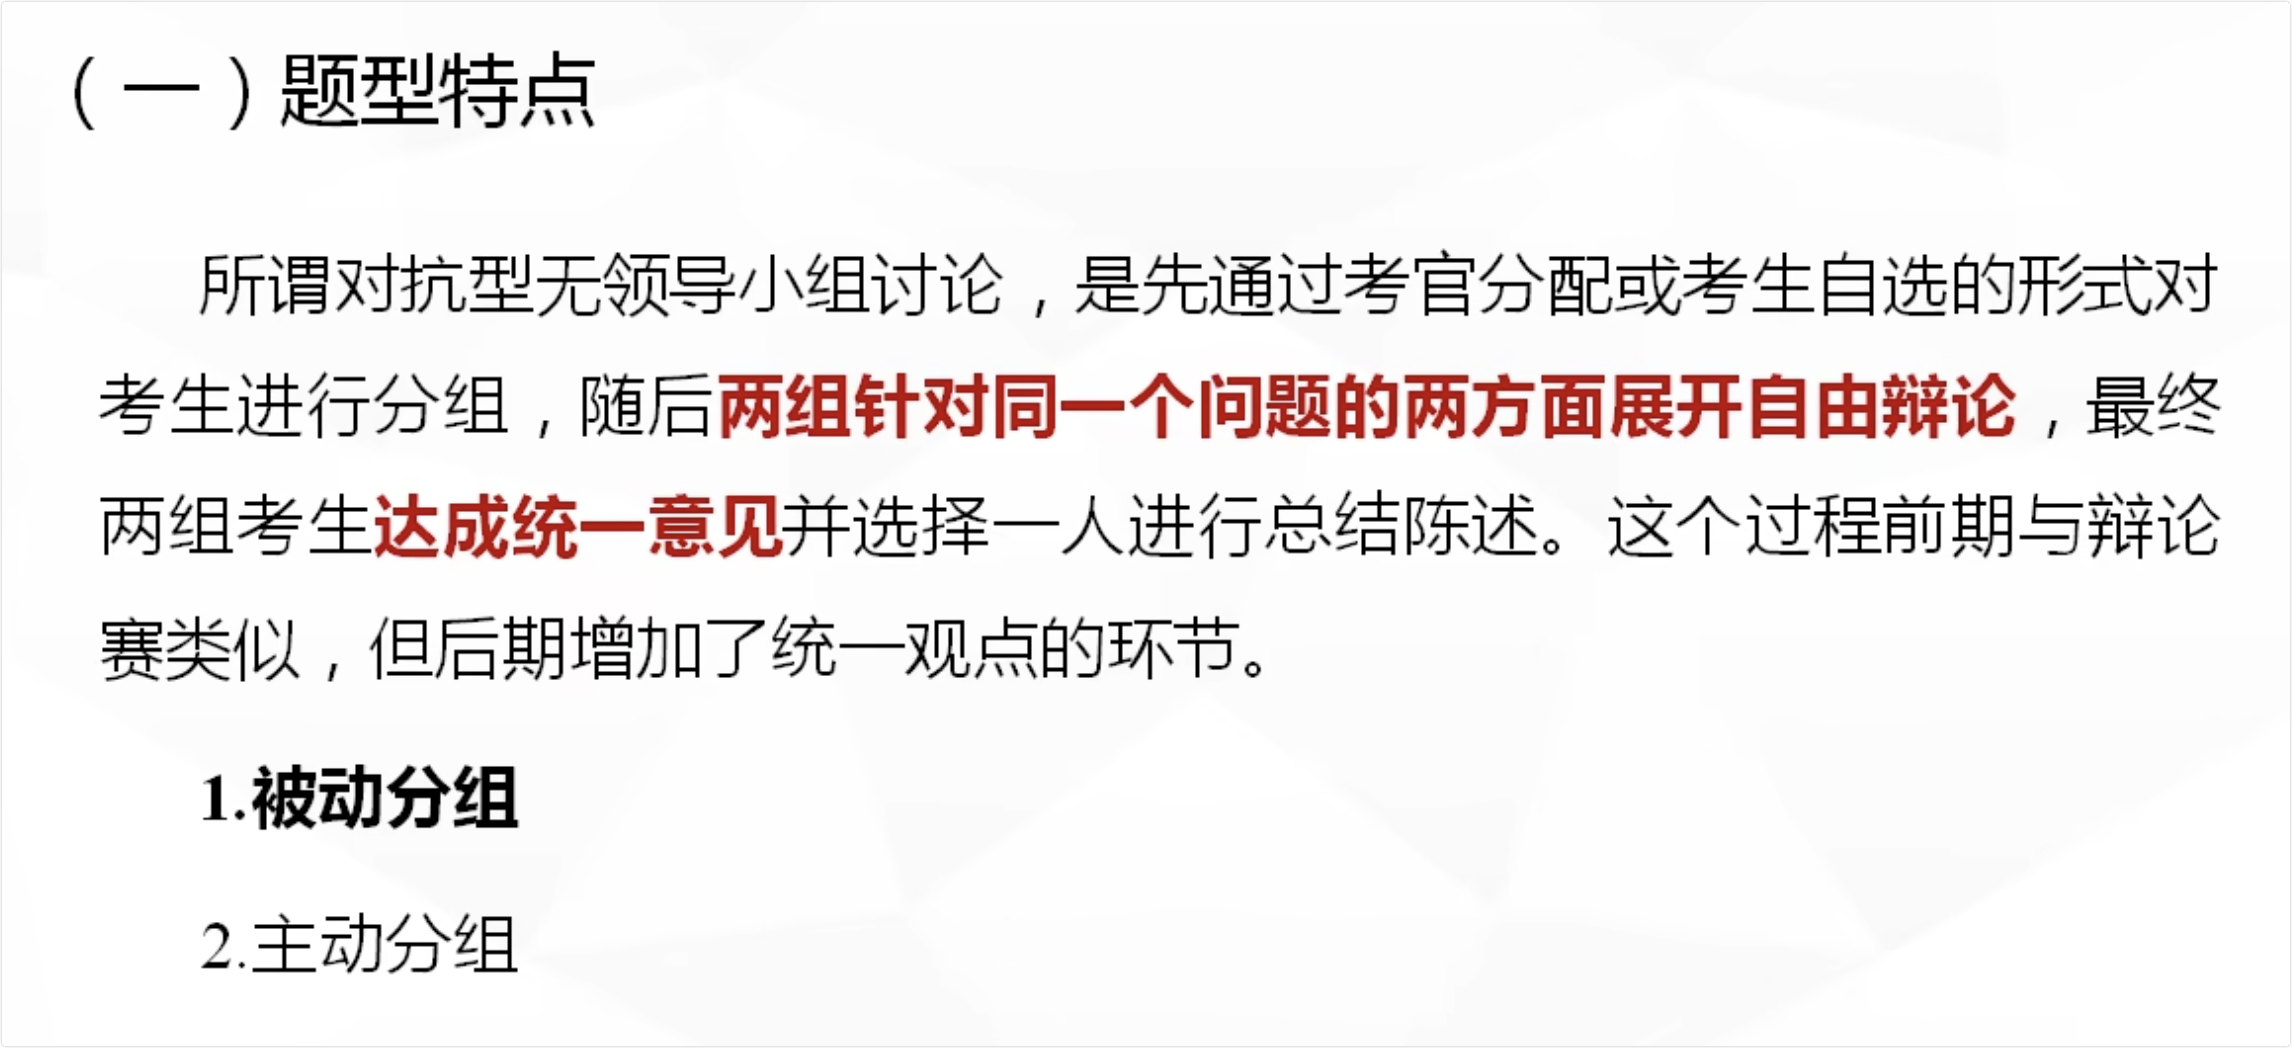 （一）题型特点
所谓对抗型无领导小组讨论，是先通过考官分配或考生自选的形式对
考生进行分组，随后两组针对同一个问题的两方面展开自由辩论，最终
两组考生达成统一意见并选择一人进行总结陈述。这个过程前期与辩论
赛类似，但后期增加了统一观点的环节。
1.被动分组
2.主动分组